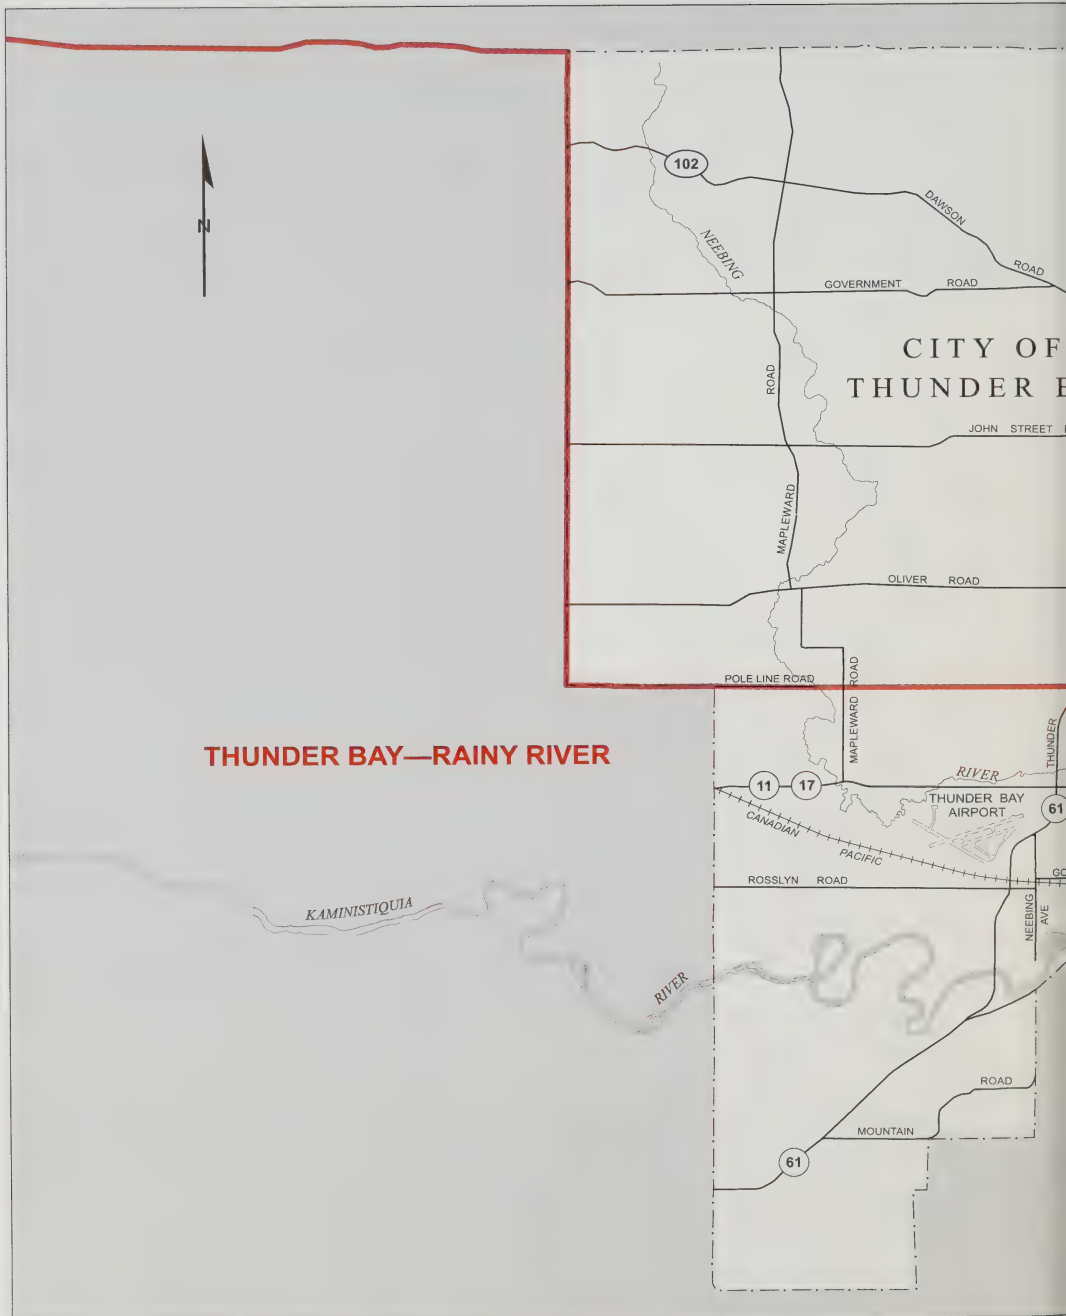 102
N
NEEBING
DAWSON
ROAD
GOVERNMENT ROAD
CITY OF
THUNDER
ROAD
JOHN STREET
MAPLEWARD
OLIVER ROAD
POLE LINE ROAD
MAPLEWARD ROAD
THUNDER BAY—RAINY RIVER
THUNDER
RIVER
11 17
THUNDER BAY
AIRPORT
61
CANADIAN
PACIFIC
ROSSLYN ROAD
GO
NEEBING
AVE
KAMINISTIQUIA
RIVER
ROAD
MOUNTAIN
61